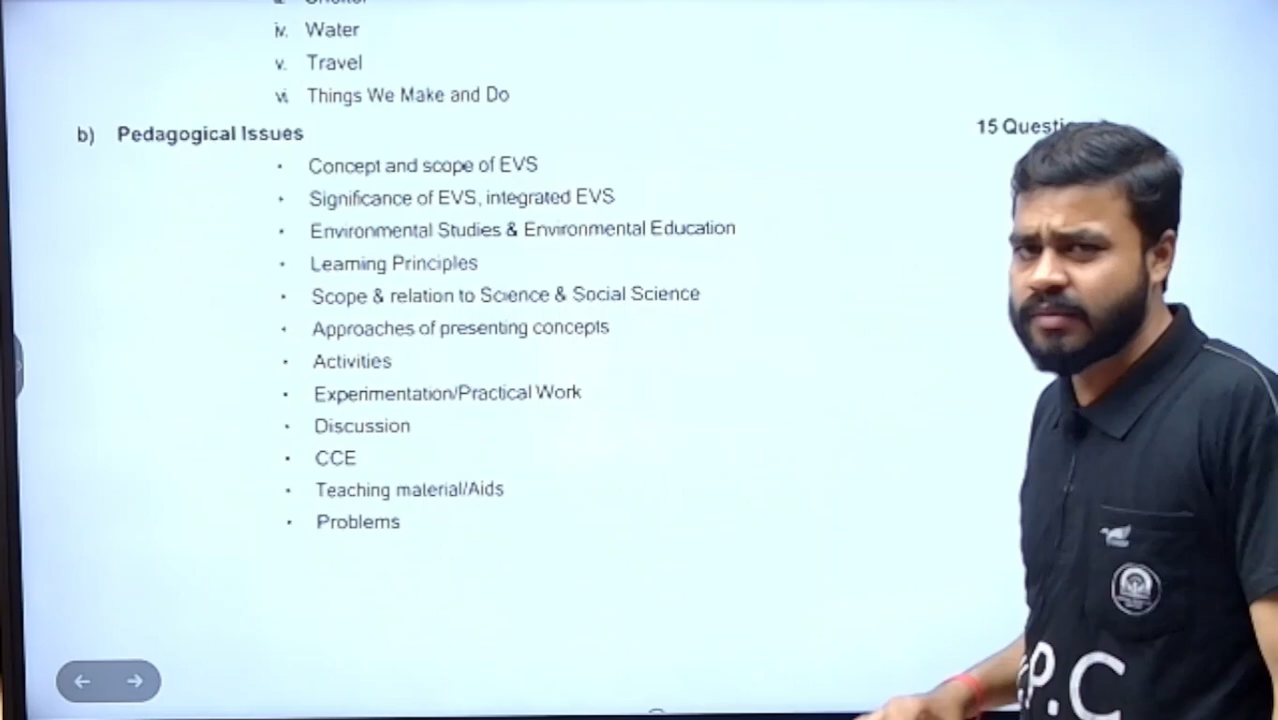 iv. Water
v. Travel
vi. Things We Make and Do
b) Pedagogical Issues 15
• Concept and scope of EVS
• Significance of EVS, integrated EVS
• Environmental Studies & Environmental Education
• Learning Principles
• Scope & relation to Science & Social Science
• Approaches of presenting concepts
• Activities
• Experimentation/Practical Work
• Discussion
• CCE
• Teaching material/Aids
• Problems
P.C